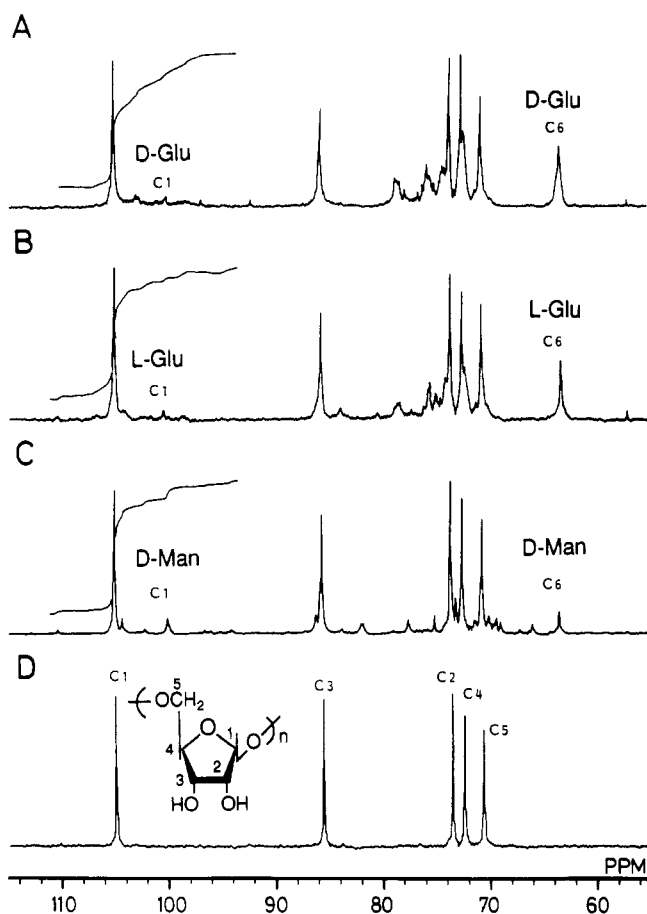 A
D-Glu
C1
D-Glu
C6
B
L-Glu
C1
L-Glu
C6
C
D-Man
C1
D-Man
C6
D
C1
C3
C2
C4
C5
5
(OCH2
O
1
O)n
4
3
2
HO
OH
PPM
110 100 90 80 70 60